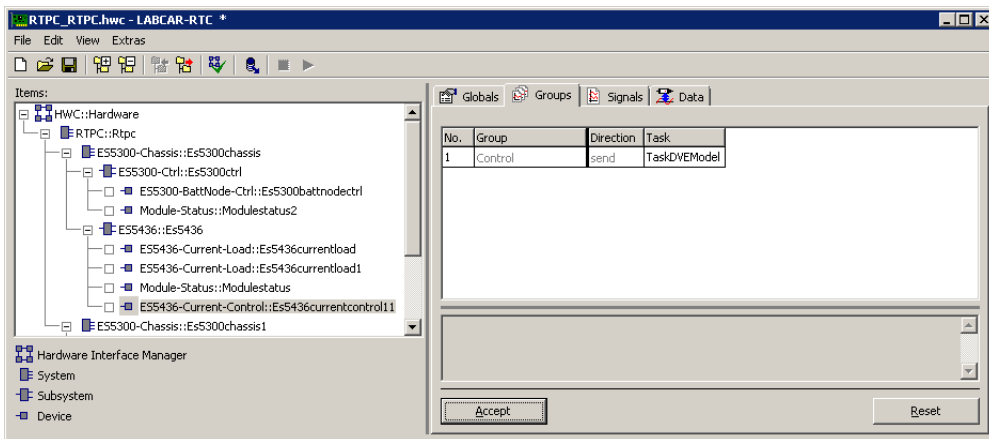 RTPC_RTPC.hwc - LABCAR-RTC *
File Edit View Extras
Items:
HWC::Hardware
RTPC::Rtpc
ES5300-Chassis::Es5300chassis
ES5300-Ctrl::Es5300ctrl
ES5300-BattNode-Ctrl::Es5300battnodectrl
Module-Status::Modulestatus2
ES5436::Es5436
ES5436-Current-Load::Es5436currentload
ES5436-Current-Load::Es5436currentload1
Module-Status::Modulestatus
ES5436-Current-Control::Es5436currentcontrol11
ES5300-Chassis::Es5300chassis1
Hardware Interface Manager
System
Subsystem
Device
Globals Groups Signals Data
No. Group Direction Task
1 Control send TaskDVEModel
Accept Reset